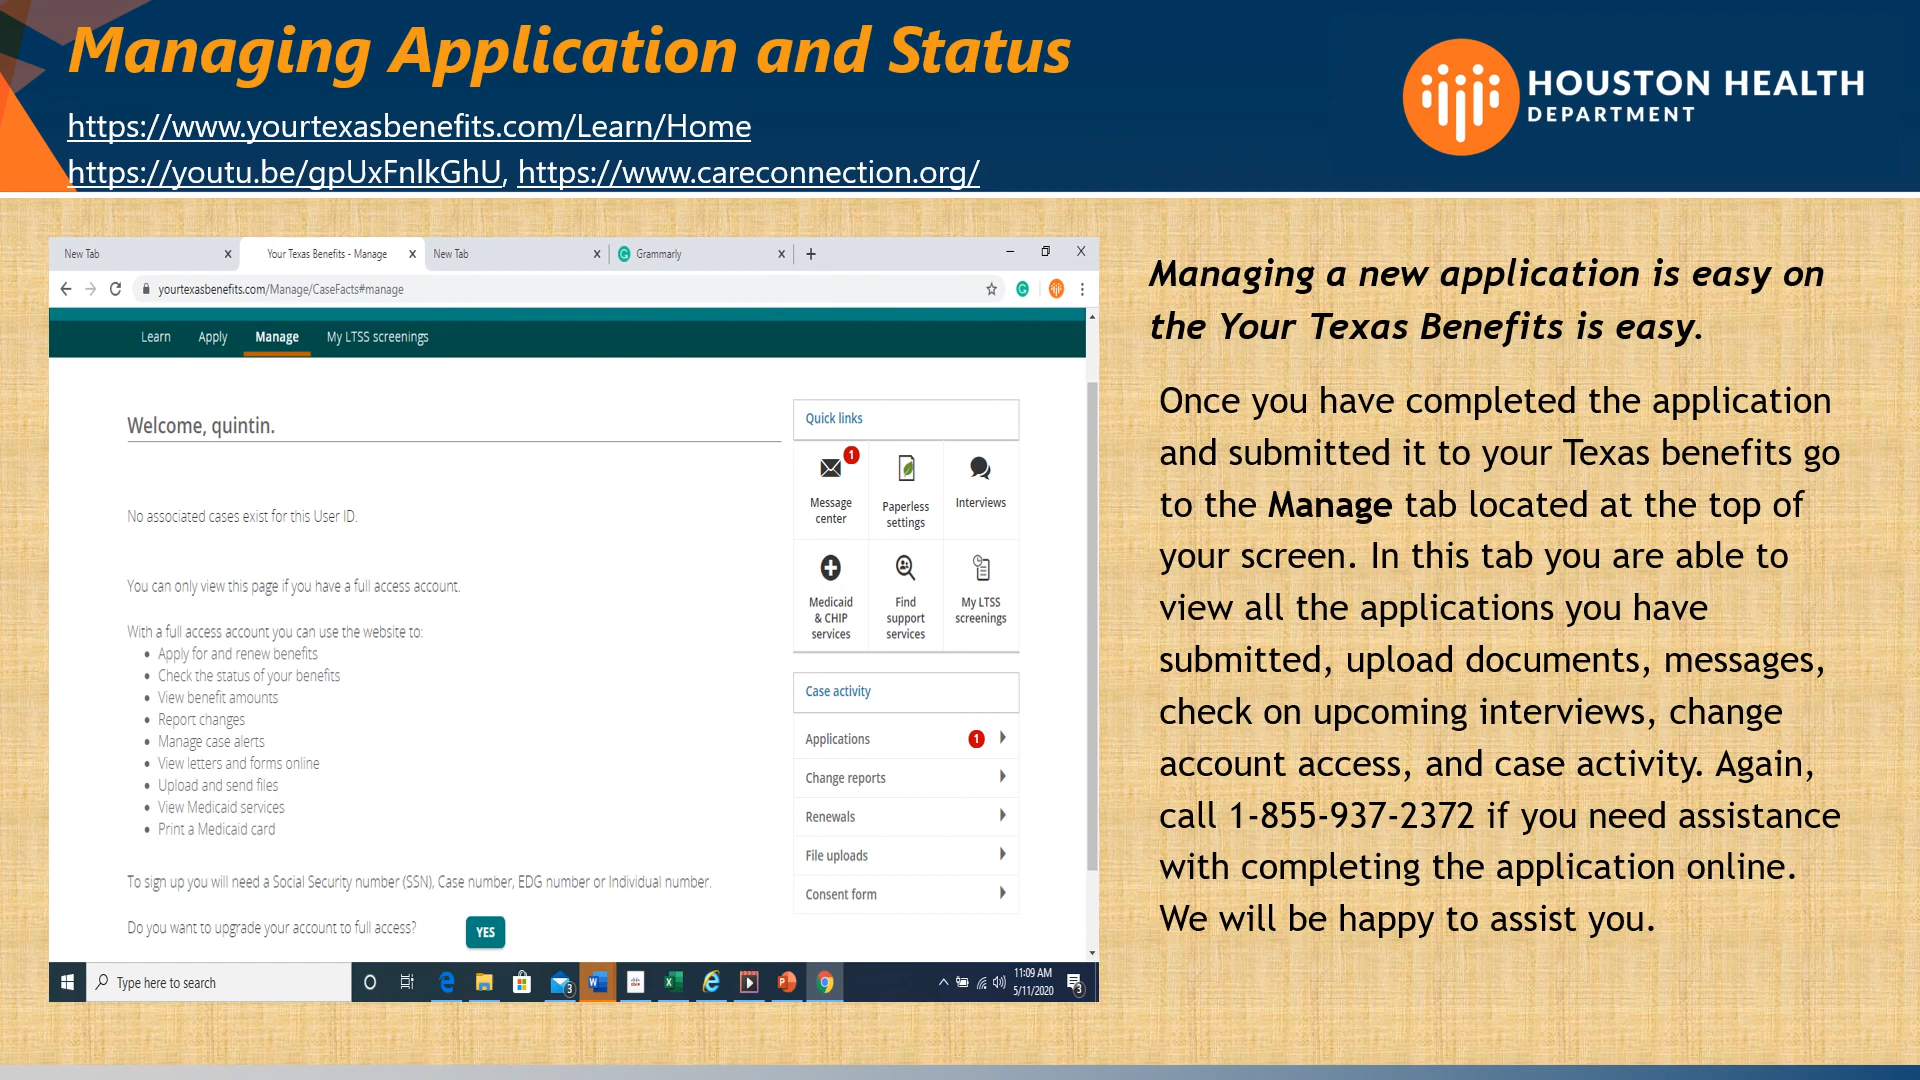 Managing Application and Status
https://www.yourtexasbenefits.com/Learn/Home
https://youtu.be/gpUxFnlkGhU, https://www.careconnection.org/
HOUSTON HEALTH
DEPARTMENT
New Tab
Your Texas Benefits - Manage
New Tab
Grammarly
yourtexasbenefits.com/Manage/CaseFacts#manage
Learn
Apply
Manage
My LTSS screenings
Welcome, quintin.
No associated cases exist for this User ID.
You can only view this page if you have a full access account.
With a full access account you can use the website to:
• Apply for and renew benefits
• Check the status of your benefits
• View benefit amounts
• Report changes
• Manage case alerts
• View letters and forms online
• Upload and send files
• View Medicaid services
• Print a Medicaid card
To sign up you will need a Social Security number (SSN), Case number, EDG number or Individual number.
Do you want to upgrade your account to full access?
YES
Quick links
1
Message
center
Paperless
settings
Interviews
Medicaid
& CHIP
services
Find
support
services
My LTSS
screenings
Case activity
Applications
1
Change reports
Renewals
File uploads
Consent form
Type here to search
3
11:09 AM
5/11/2020
3
Managing a new application is easy on
the Your Texas Benefits is easy.
Once you have completed the application
and submitted it to your Texas benefits go
to the Manage tab located at the top of
your screen. In this tab you are able to
view all the applications you have
submitted, upload documents, messages,
check on upcoming interviews, change
account access, and case activity. Again,
call 1-855-937-2372 if you need assistance
with completing the application online.
We will be happy to assist you.